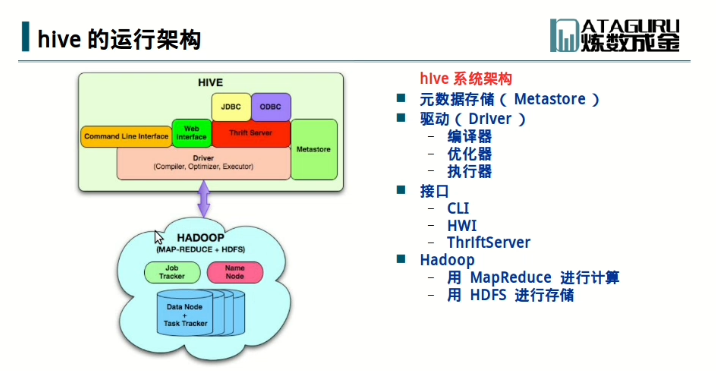 hive 的运行架构
DATAGURU
炼数成金
HIVE
JDBC
ODBC
Command Line Interface
Web
Interface
Thrift Server
Metastore
Driver
(Compiler, Optimizer, Executor)
HADOOP
(MAP-REDUCE + HDFS)
Job
Tracker
Name
Node
Data Node
+
Task Tracker
hive 系统架构
元数据存储（ Metastore ）
驱动（ Driver ）
– 编译器
– 优化器
– 执行器
接口
– CLI
– HWI
– ThriftServer
Hadoop
– 用 MapReduce 进行计算
– 用 HDFS 进行存储